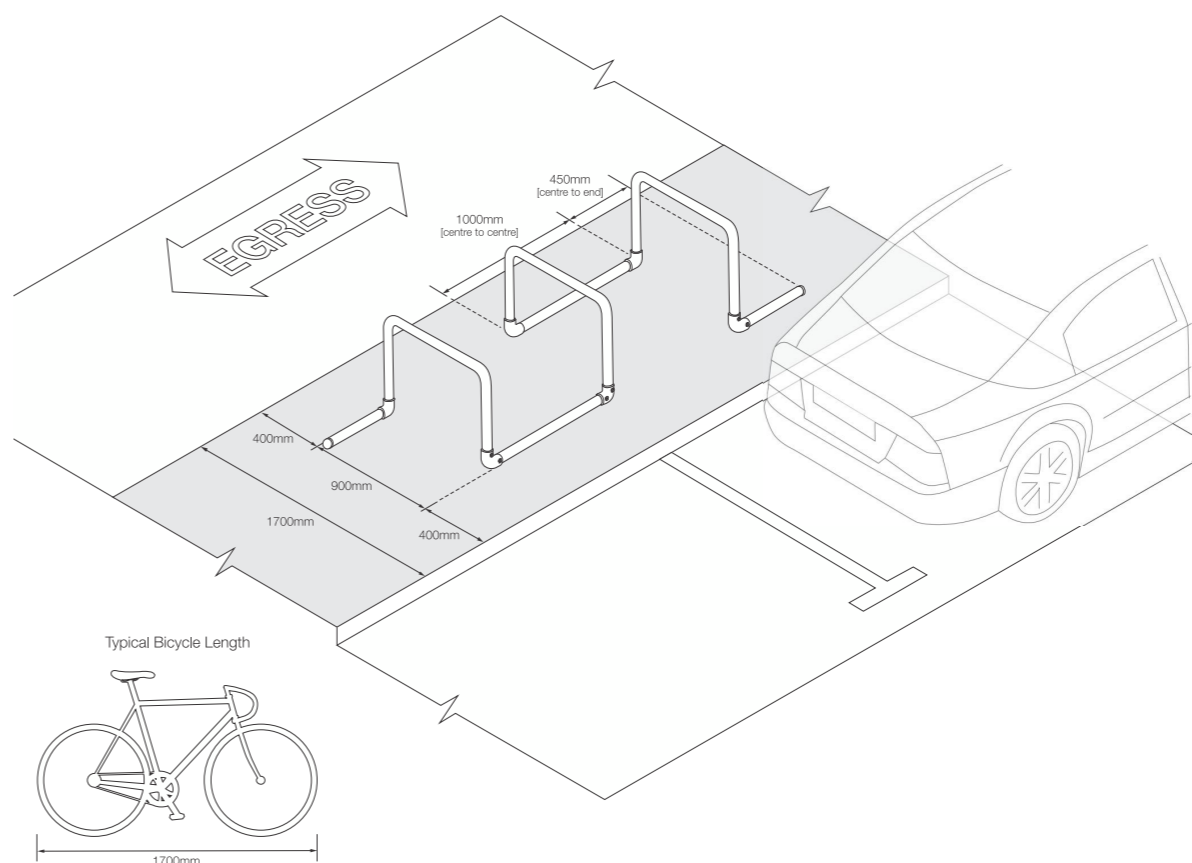 450mm
[centre to end]
1000mm
[centre to centre]
EGRESS
400mm
900mm
1700mm
400mm
Typical Bicycle Length
1700mm